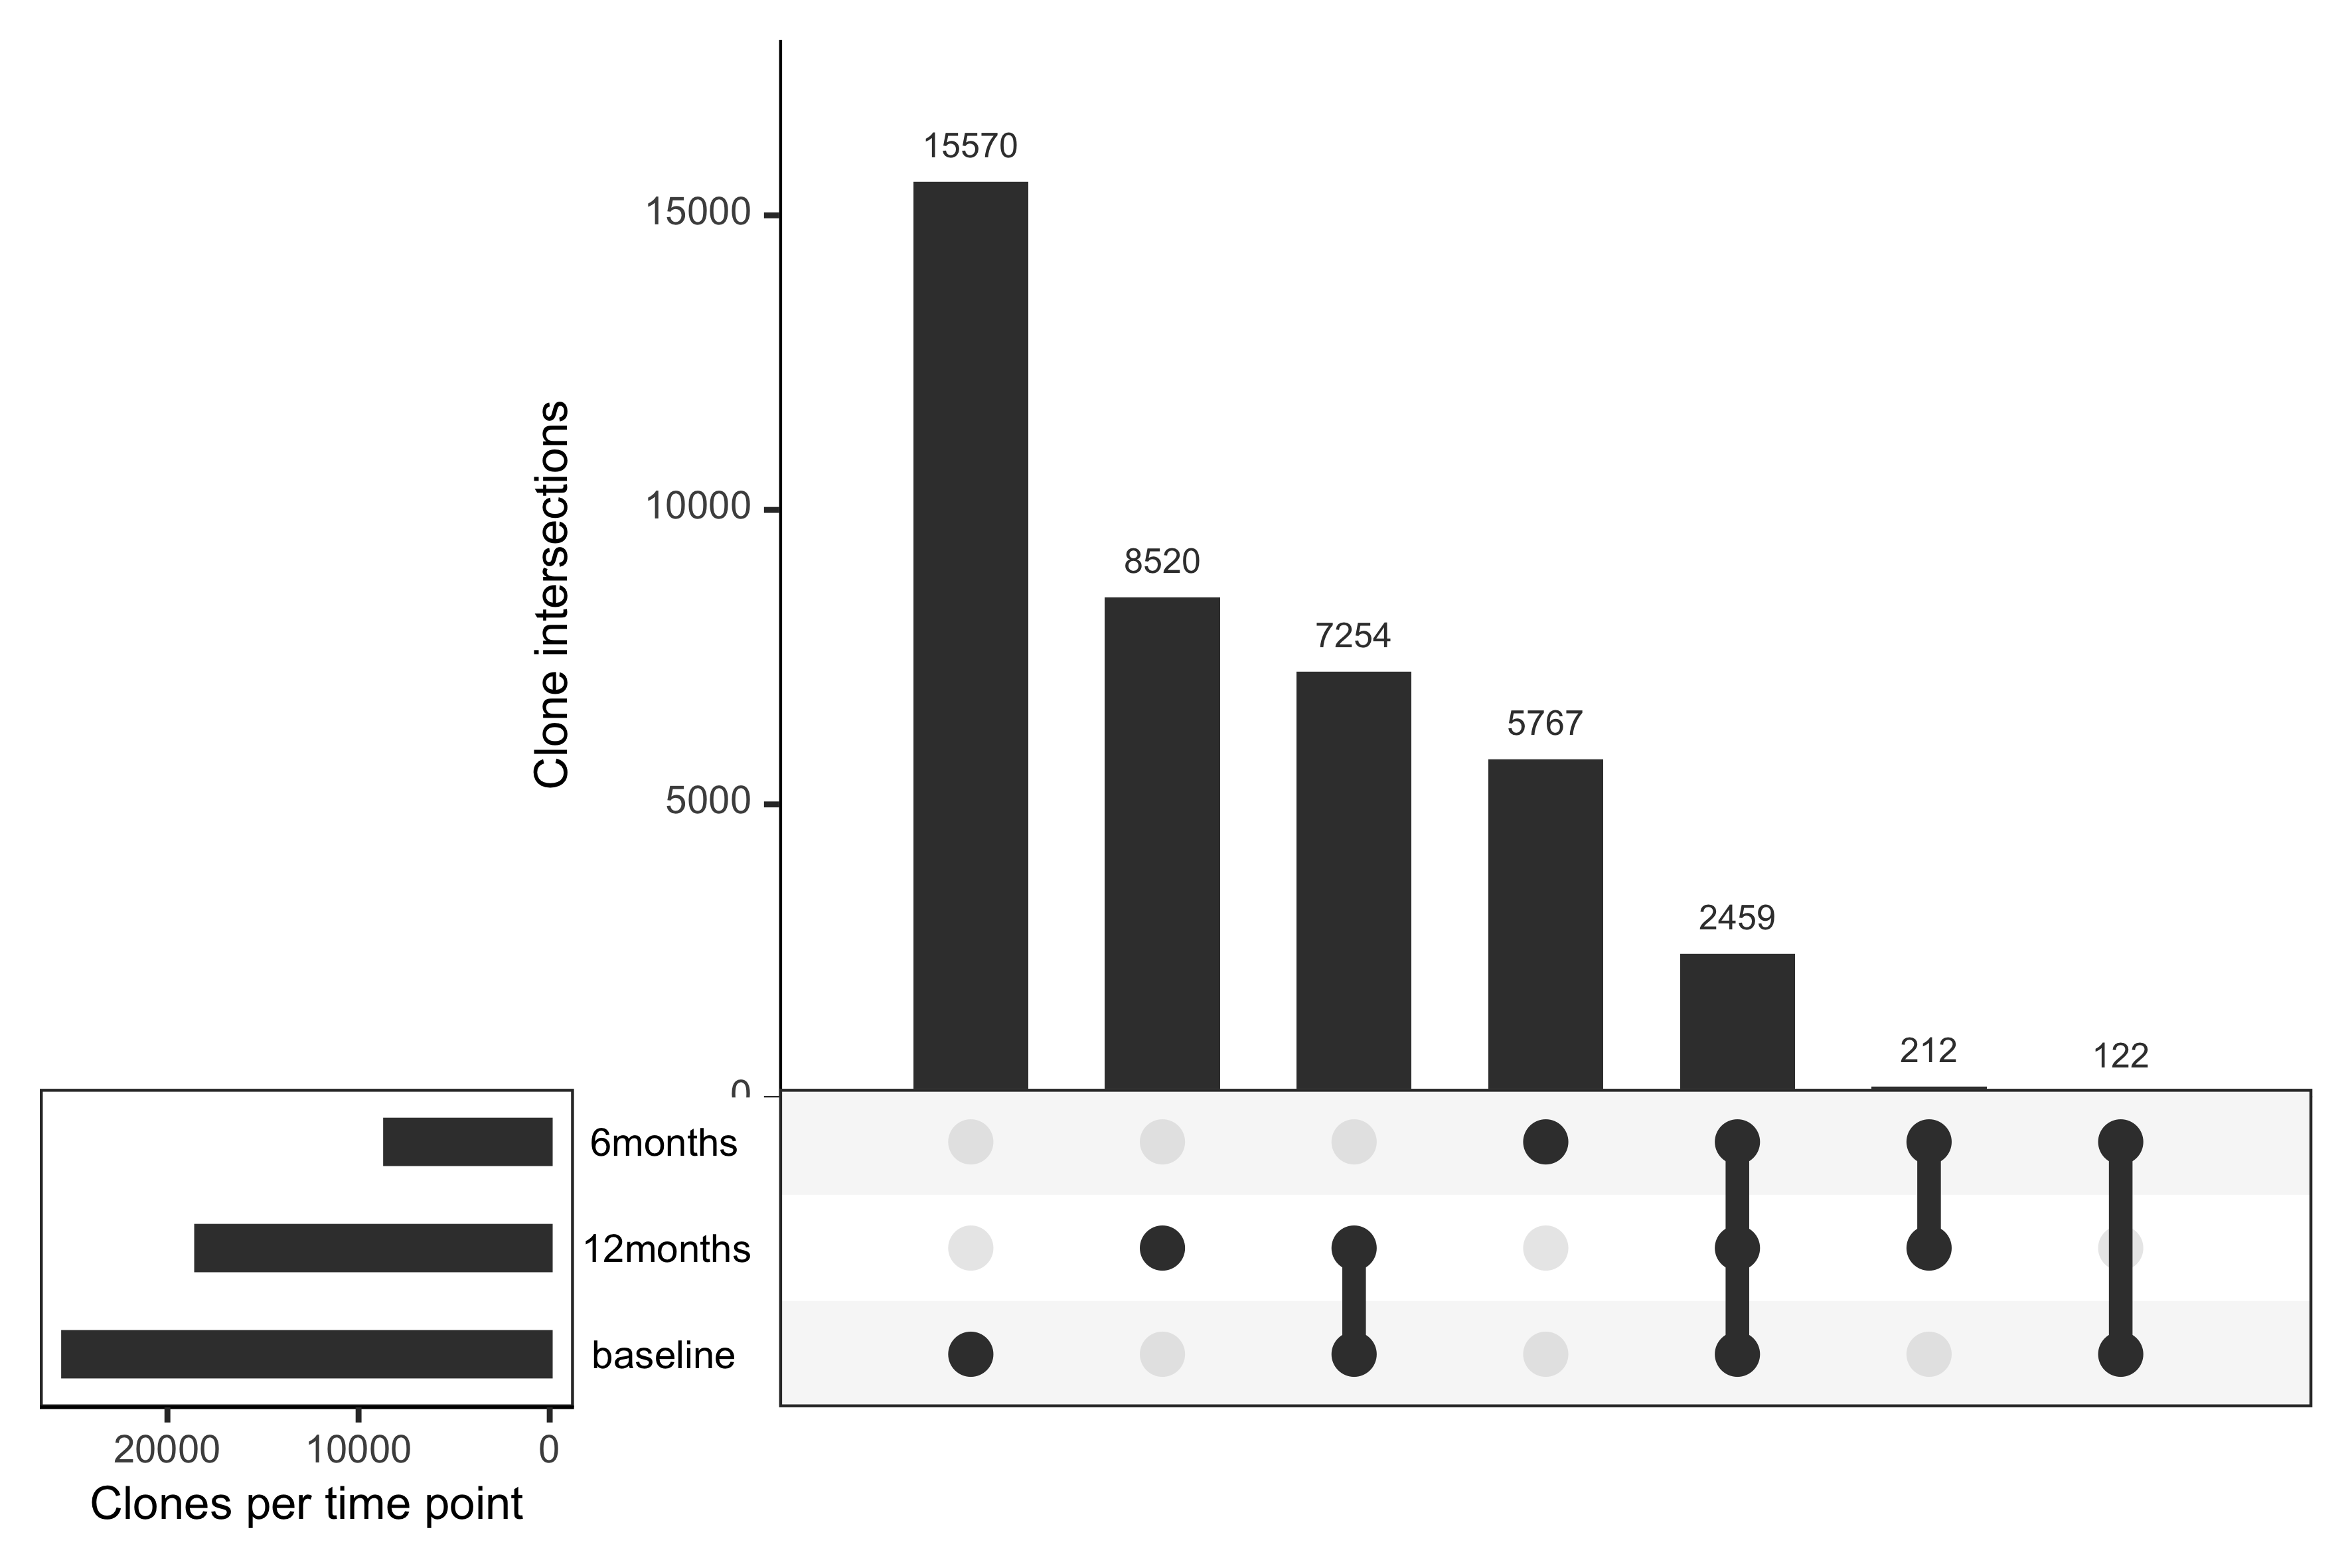 15570
15000
10000
8520
7254
5767
5000
2459
212
122
0
Clone intersections
6months
12months
baseline
20000 10000 0
Clones per time point